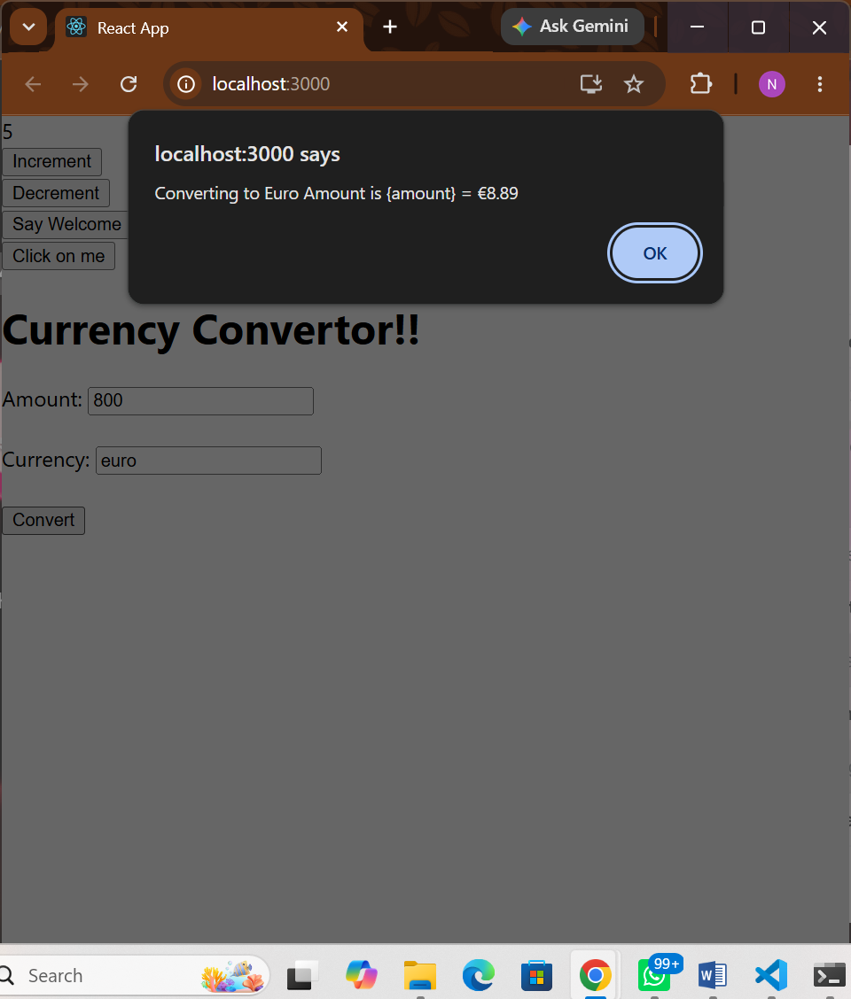 React App
Ask Gemini
localhost:3000
N
localhost:3000 says
Converting to Euro Amount is {amount} = €8.89
OK
5
Increment
Decrement
Say Welcome
Click on me
Currency Convertor!!
Amount: 800
Currency: euro
Convert
Search
99+
W